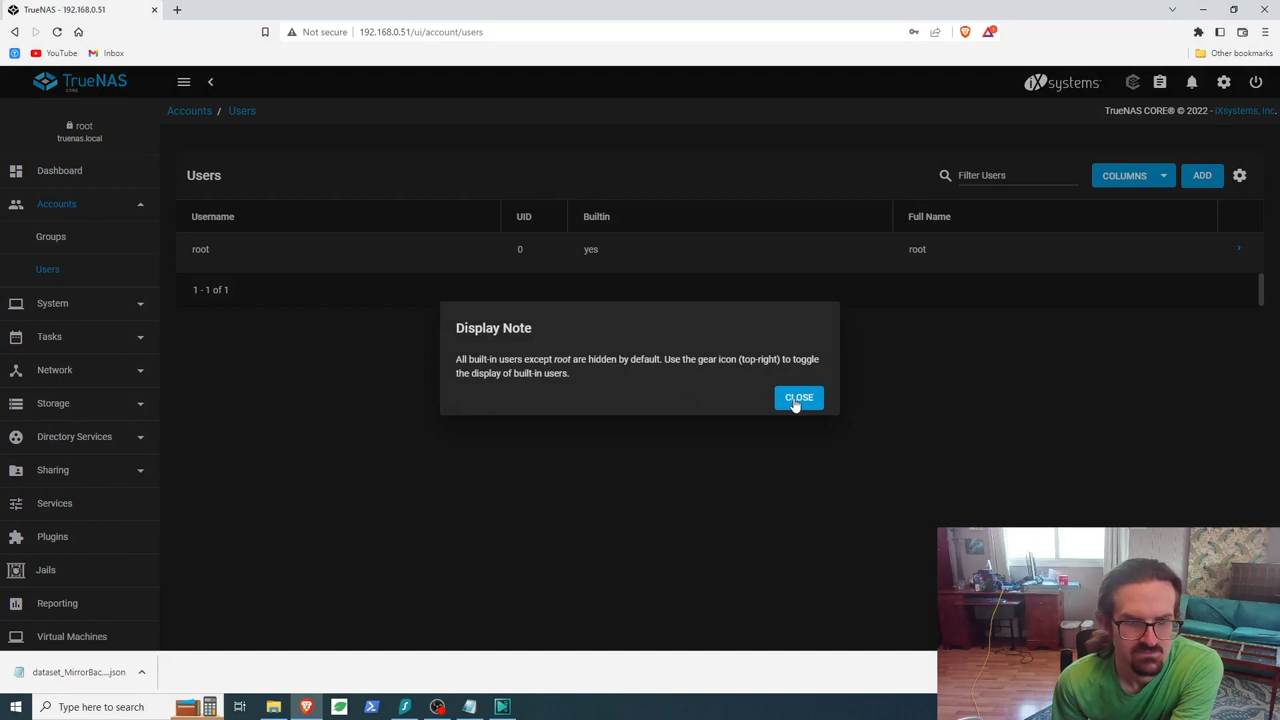 TrueNAS - 192.168.0.51
Not secure 192.168.0.51/ui/account/users
YouTube Inbox Other bookmarks
TrueNAS
CORE
iXsystems
root
truenas.local
Accounts / Users
TrueNAS CORE® © 2022 - iXsystems, Inc.
Dashboard
Accounts
Groups
Users
System
Tasks
Network
Storage
Directory Services
Sharing
Services
Plugins
Jails
Reporting
Virtual Machines
Users
Filter Users
COLUMNS
ADD
Username UID Builtin Full Name
root 0 yes root
1 - 1 of 1
Display Note
All built-in users except root are hidden by default. Use the gear icon (top-right) to toggle
the display of built-in users.
CLOSE
dataset_MirrorBac....json
Type here to search